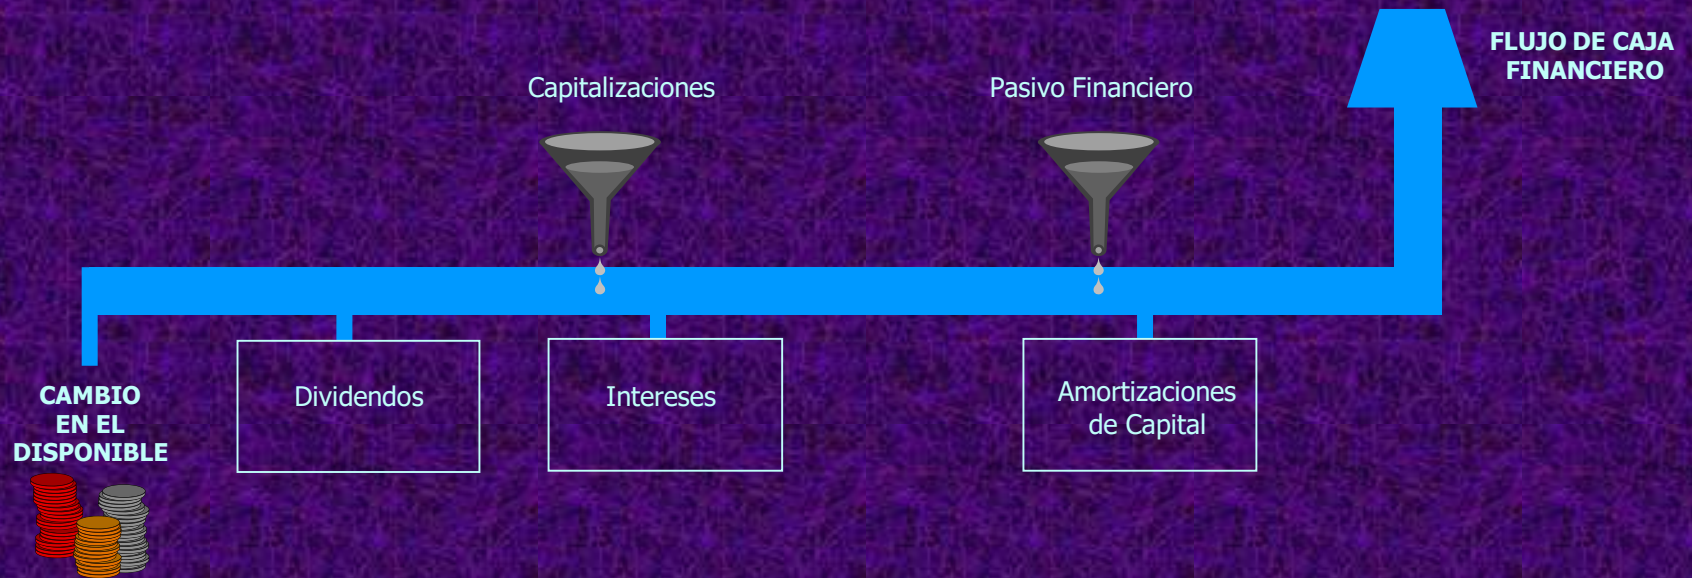 FLUJO DE CAJA
FINANCIERO
Capitalizaciones
Pasivo Financiero
CAMBIO
EN EL
DISPONIBLE
Dividendos
Intereses
Amortizaciones
de Capital